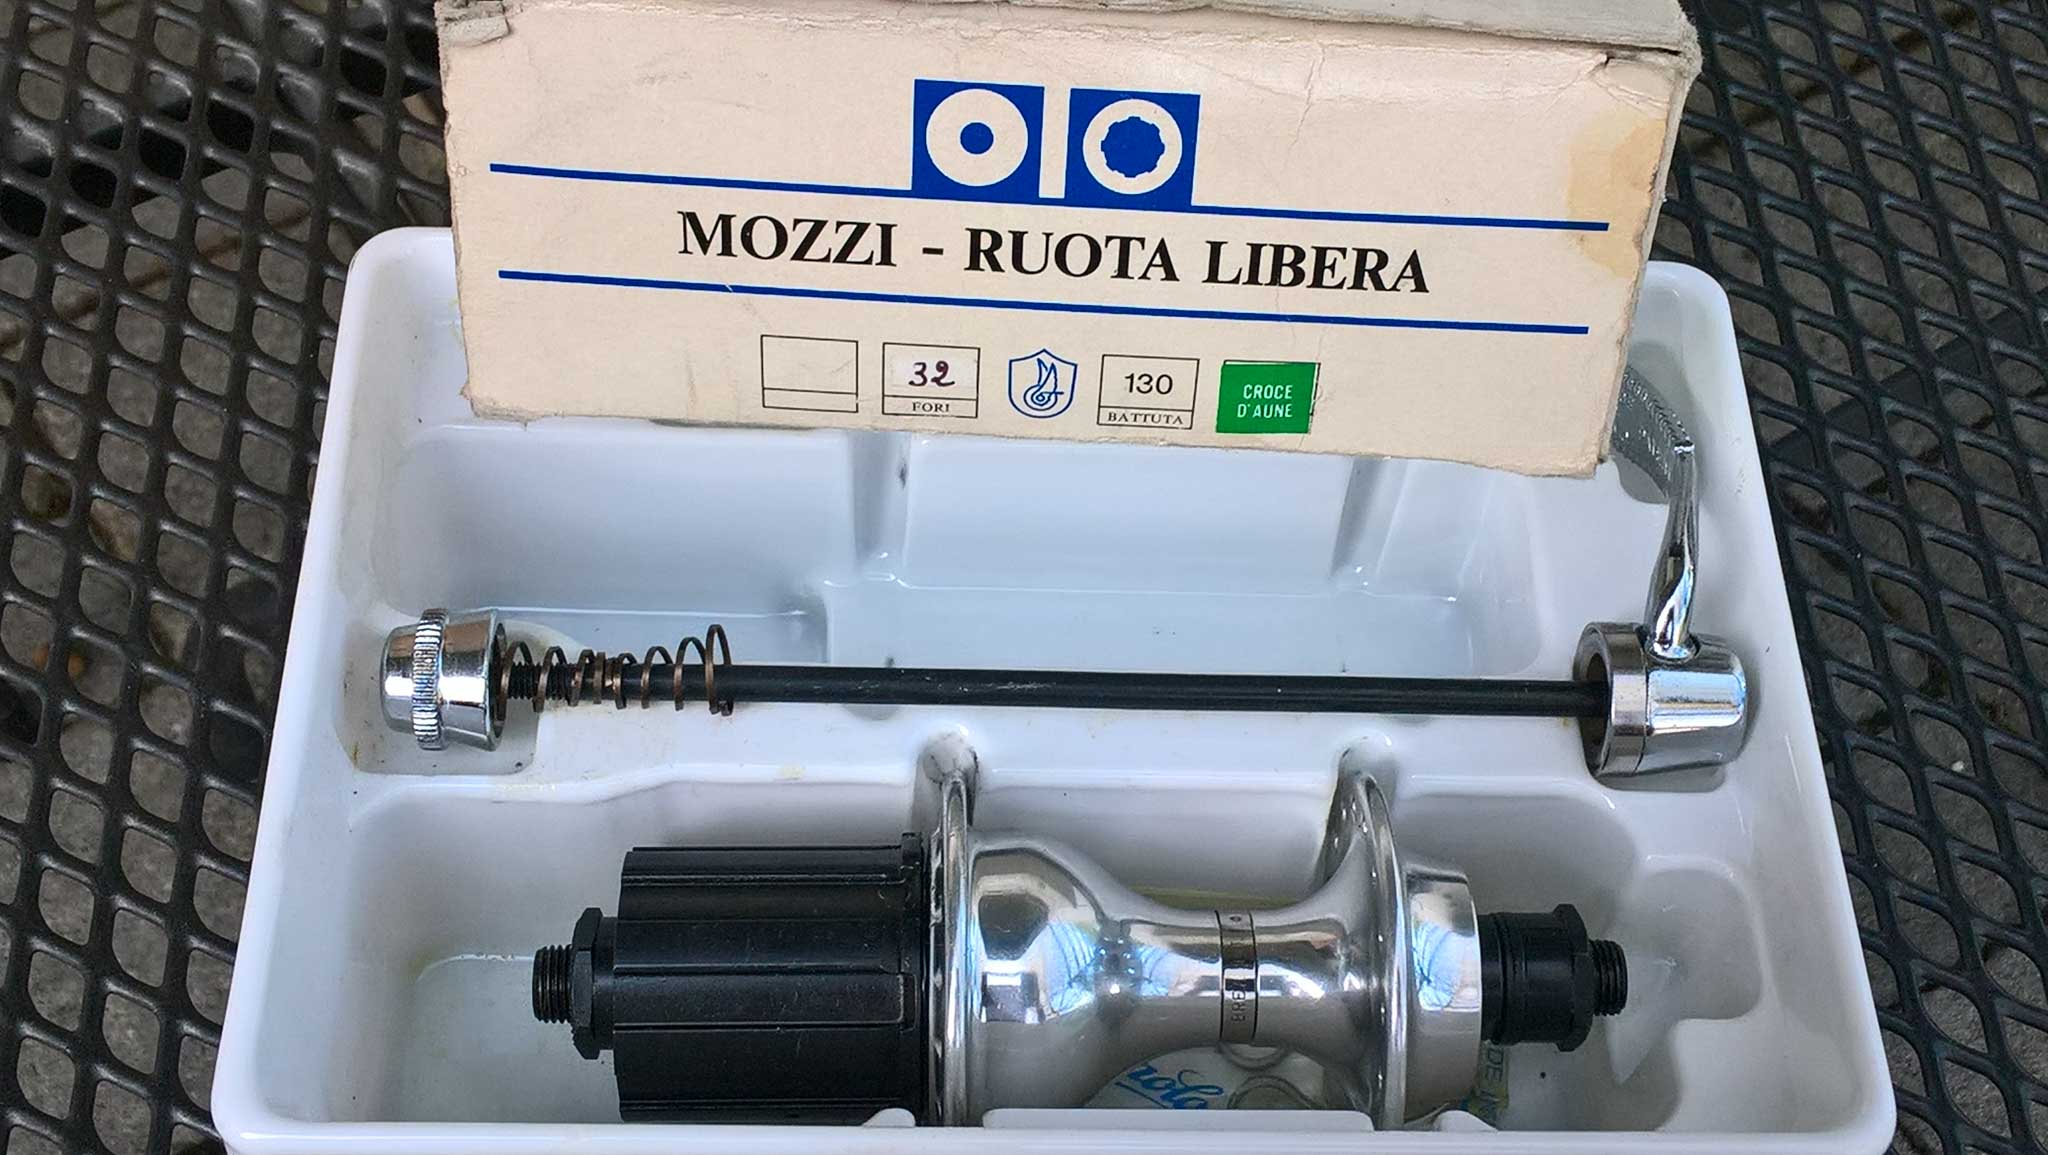 MOZZI - RUOTA LIBERA
32
FORI
130
BATTUTA
CROCE
D'AUNE